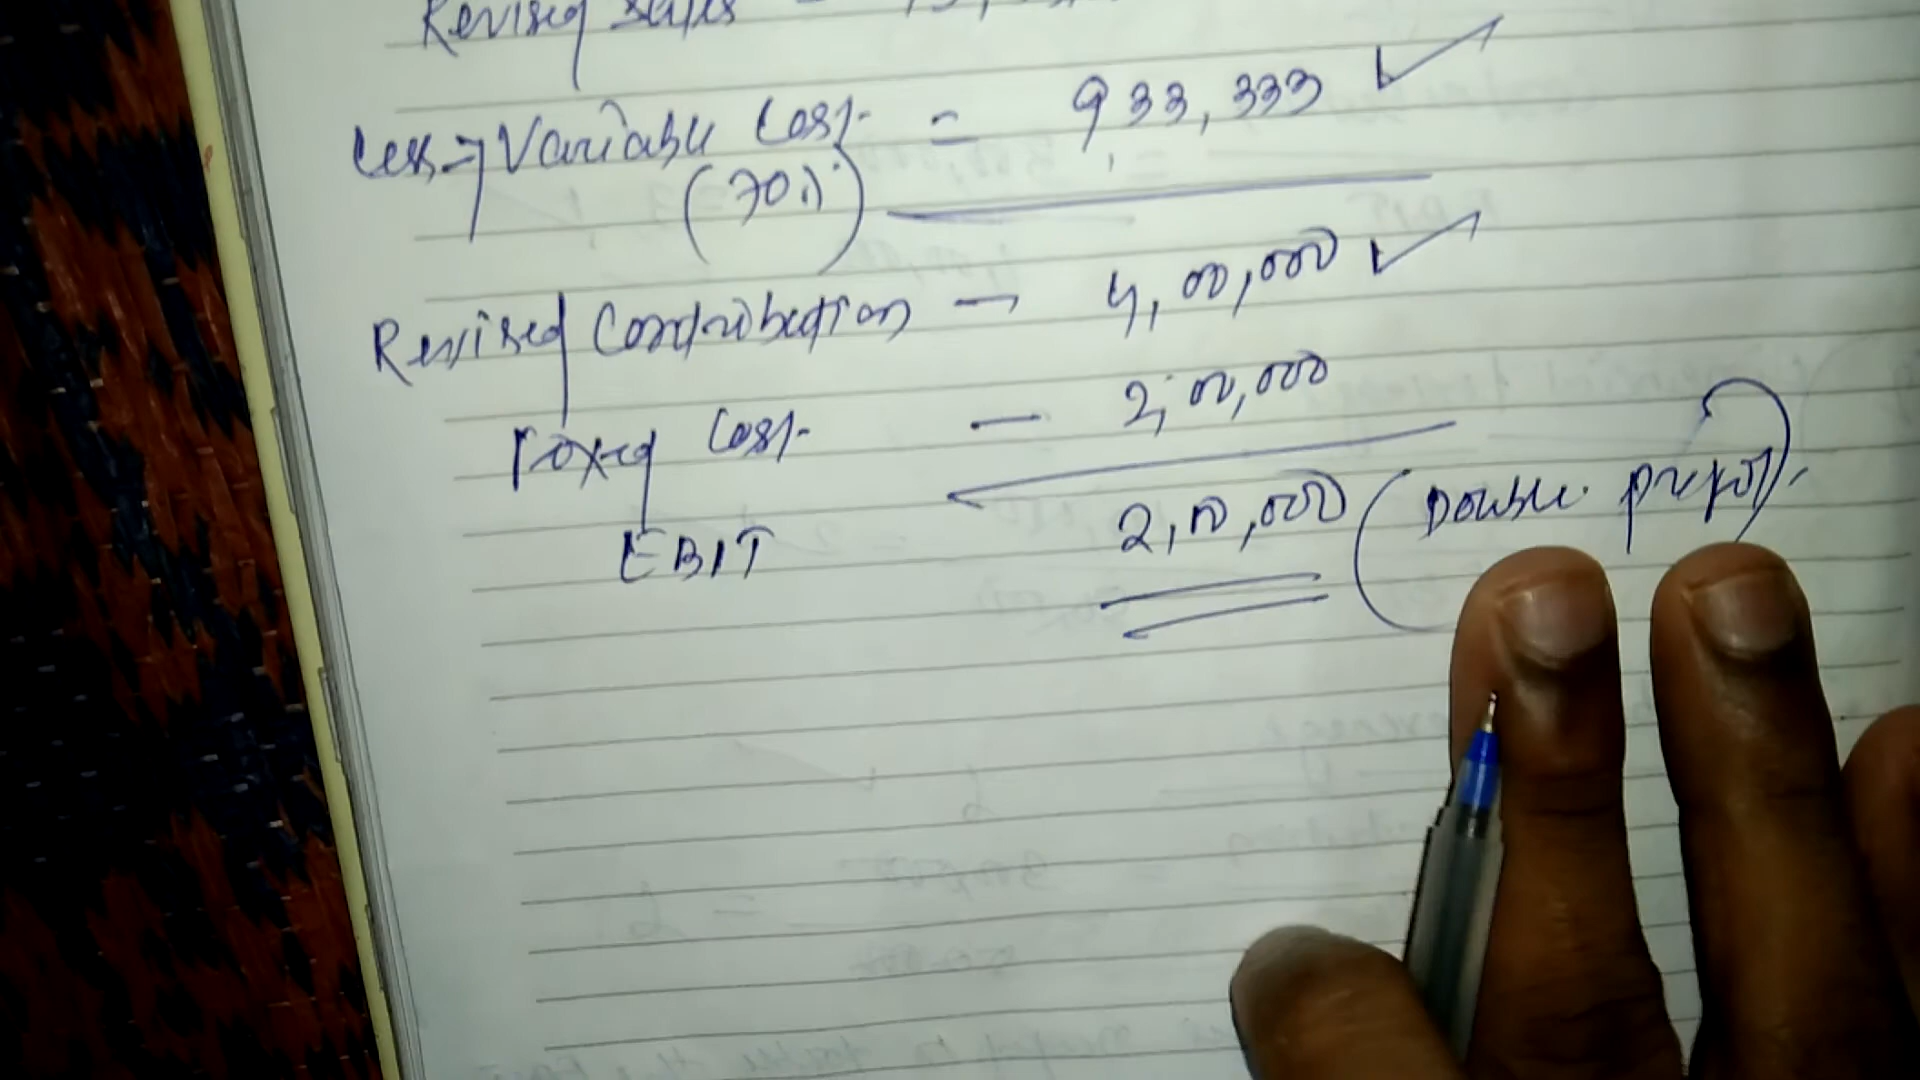 Revised Sales
Less → Variable Cost = 933,333
(70%)
Revised Contribution — 4,00,000
Fixed Cost — 2,00,000
EBIT 2,00,000 (Double profit).